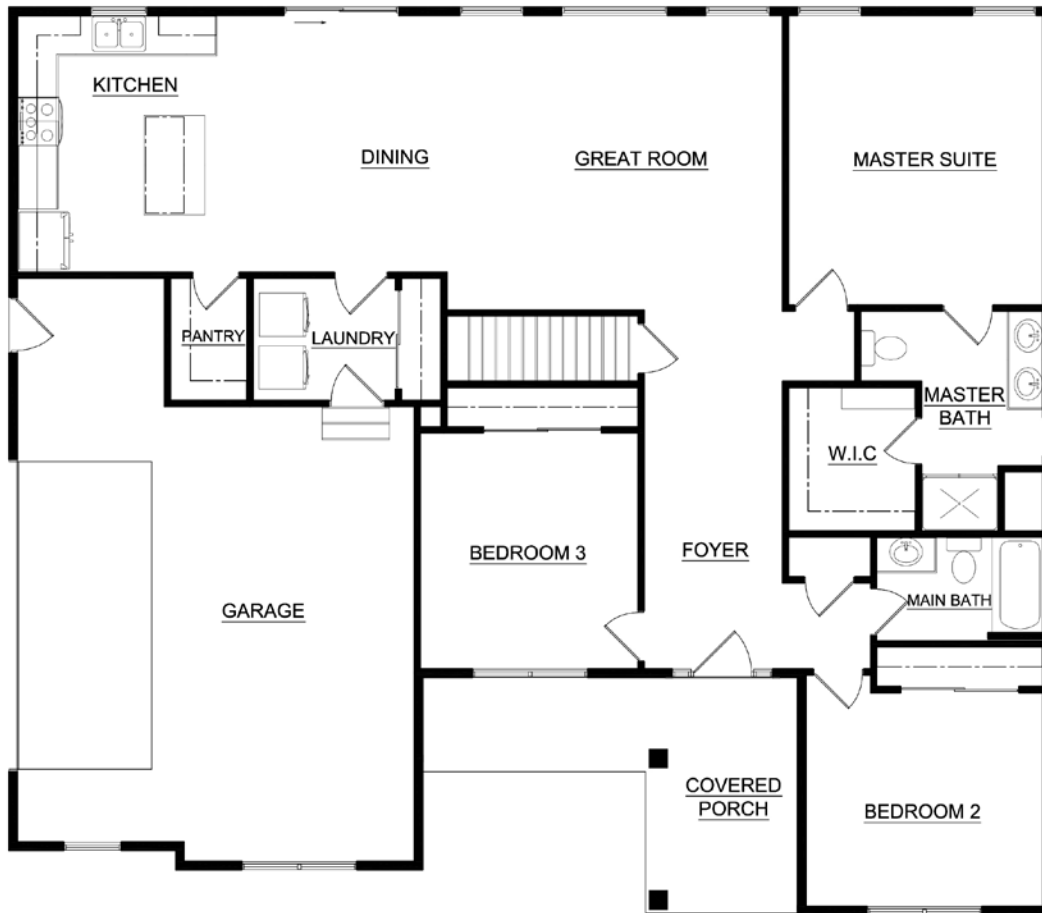 KITCHEN
DINING
GREAT ROOM
MASTER SUITE
PANTRY
LAUNDRY
MASTER
BATH
W.I.C
BEDROOM 3
FOYER
MAIN BATH
GARAGE
COVERED
PORCH
BEDROOM 2